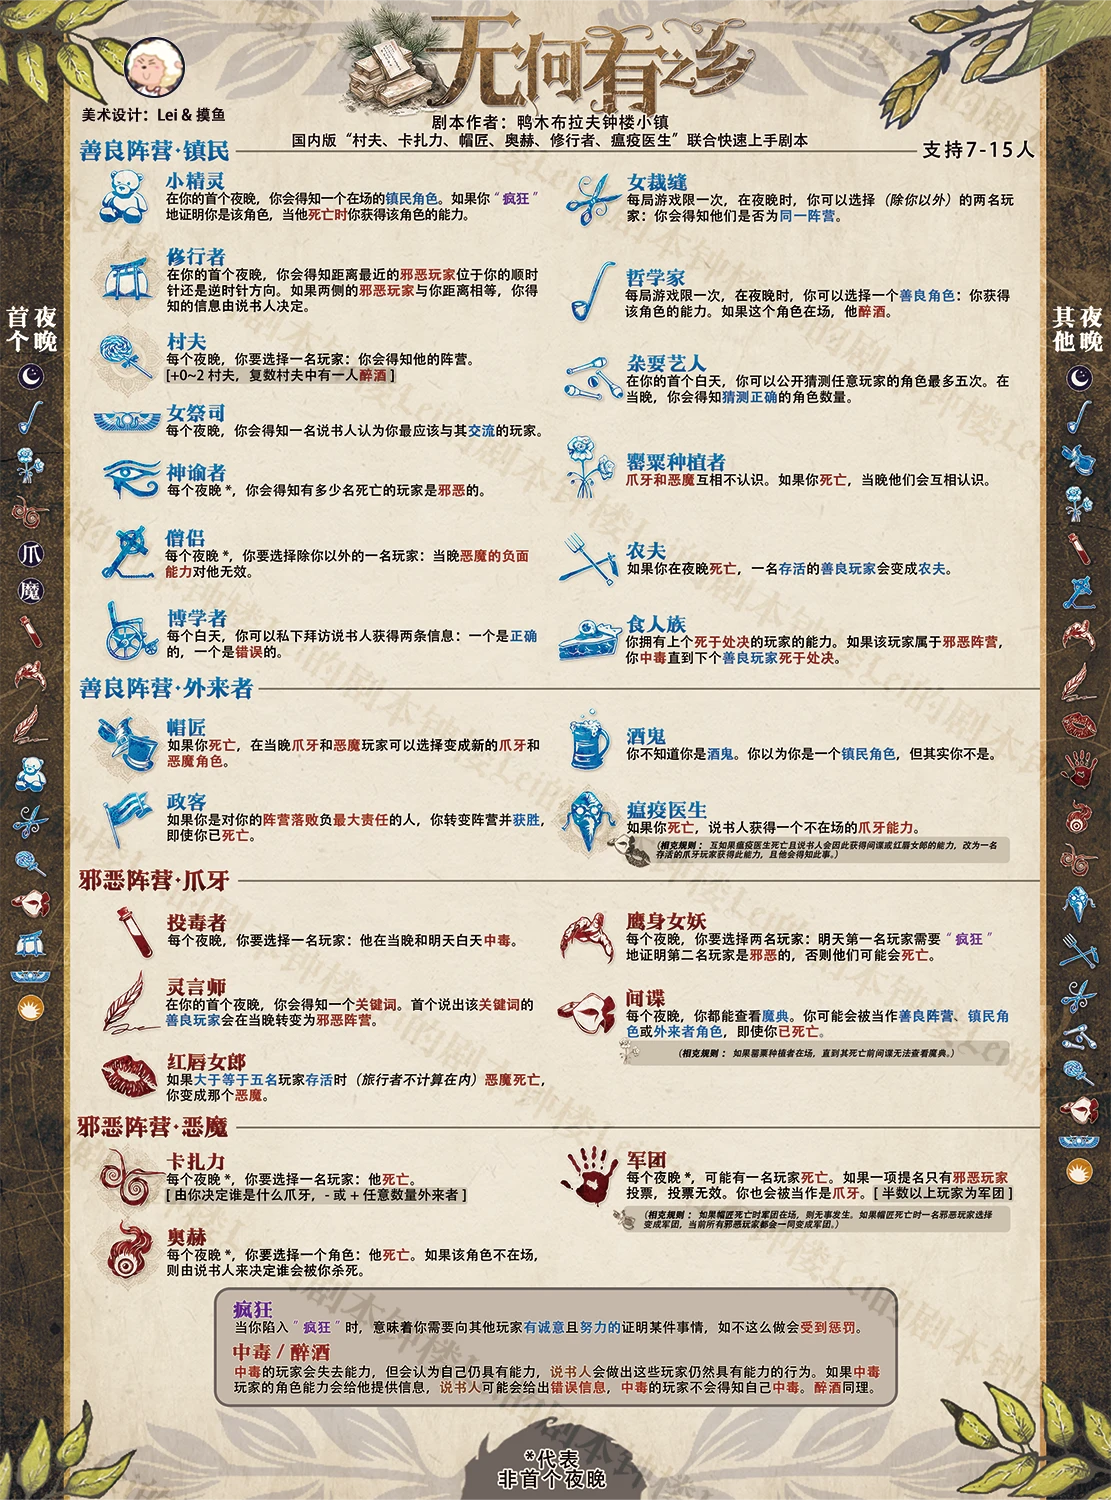 无何有之乡
美术设计：Lei & 摸鱼
剧本作者：鸭木布拉夫钟楼小镇
国内版“村夫、卡扎力、帽匠、奥赫、修行者、瘟疫医生”联合快速上手剧本
善良阵营·镇民
支持7-15人
小精灵
在你的首个夜晚，你会得知一个在场的镇民角色。如果你“疯狂”
地证明你是该角色，当他死亡时你获得该角色的能力。
修行者
在你的首个夜晚，你会得知距离最近的邪恶玩家位于你的顺时
针还是逆时针方向。如果两侧的邪恶玩家与你距离相等，你得
知的信息由说书人决定。
村夫
每个夜晚，你要选择一名玩家：你会得知他的阵营。
[+0~2 村夫，复数村夫中有一人醉酒 ]
女祭司
每个夜晚，你会得知一名说书人认为你最应该与其交流的玩家。
神谕者
每个夜晚 *，你会得知有多少名死亡的玩家是邪恶的。
僧侣
每个夜晚 *，你要选择除你以外的一名玩家：当晚恶魔的负面
能力对他无效。
博学者
每个白天，你可以私下拜访说书人获得两条信息：一个是正确
的，一个是错误的。
女裁缝
每局游戏限一次，在夜晚时，你可以选择（除你以外）的两名玩
家：你会得知他们是否为同一阵营。
哲学家
每局游戏限一次，在夜晚时，你可以选择一个善良角色：你获得
该角色的能力。如果这个角色在场，他醉酒。
杂耍艺人
在你的首个白天，你可以公开猜测任意玩家的角色最多五次。在
当晚，你会得知猜测正确的角色数量。
罂粟种植者
爪牙和恶魔互相不认识。如果你死亡，当晚他们会互相认识。
农夫
如果你在夜晚死亡，一名存活的善良玩家会变成农夫。
食人族
你拥有上个死于处决的玩家的能力。如果该玩家属于邪恶阵营，
你中毒直到下个善良玩家死于处决。
善良阵营·外来者
帽匠
如果你死亡，在当晚爪牙和恶魔玩家可以选择变成新的爪牙和
恶魔角色。
政客
如果你是对你的阵营落败负最大责任的人，你转变阵营并获胜，
即使你已死亡。
酒鬼
你不知道你是酒鬼。你以为你是一个镇民角色，但其实你不是。
瘟疫医生
如果你死亡，说书人获得一个不在场的爪牙能力。
（相克规则：互如果瘟疫医生死亡且说书人会因此获得间谍或红唇女郎的能力，改为一名
存活的爪牙玩家获得此能力，且他会得知此事。）
邪恶阵营·爪牙
投毒者
每个夜晚，你要选择一名玩家：他在当晚和明天白天中毒。
灵言师
在你的首个夜晚，你会得知一个关键词。首个说出该关键词的
善良玩家会在当晚转变为邪恶阵营。
红唇女郎
如果大于等于五名玩家存活时（旅行者不计算在内）恶魔死亡，
你变成那个恶魔。
鹰身女妖
每个夜晚，你要选择两名玩家：明天第一名玩家需要“疯狂”
地证明第二名玩家是邪恶的，否则他们可能会死亡。
间谍
每个夜晚，你都能查看魔典。你可能会被当作善良阵营、镇民角
色或外来者角色，即使你已死亡。
（相克规则：如果罂粟种植者在场，直到其死亡前间谍无法查看魔典。）
邪恶阵营·恶魔
卡扎力
每个夜晚 *，你要选择一名玩家：他死亡。
[ 由你决定谁是什么爪牙，- 或 + 任意数量外来者 ]
奥赫
每个夜晚 *，你要选择一个角色：他死亡。如果该角色不在场，
则由说书人来决定谁会被你杀死。
军团
每个夜晚 *，可能有一名玩家死亡。如果一项提名只有邪恶玩家
投票，投票无效。你也会被当作是爪牙。[ 半数以上玩家为军团 ]
（相克规则：如果帽匠死亡时军团在场，则无事发生。如果帽匠死亡时一名邪恶玩家选择
变成军团，当前所有邪恶玩家都会一同变成军团。）
疯狂
当你陷入“疯狂”时，意味着你需要向其他玩家有诚意且努力的证明某件事情，如不这么做会受到惩罚。
中毒 / 醉酒
中毒的玩家会失去能力，但会认为自己仍具有能力，说书人会做出这些玩家仍然具有能力的行为。如果中毒
玩家的角色能力会给他提供信息，说书人可能会给出错误信息，中毒的玩家不会得知自己中毒。醉酒同理。
*代表
非首个夜晚
首个夜晚
爪
魔
其他夜晚